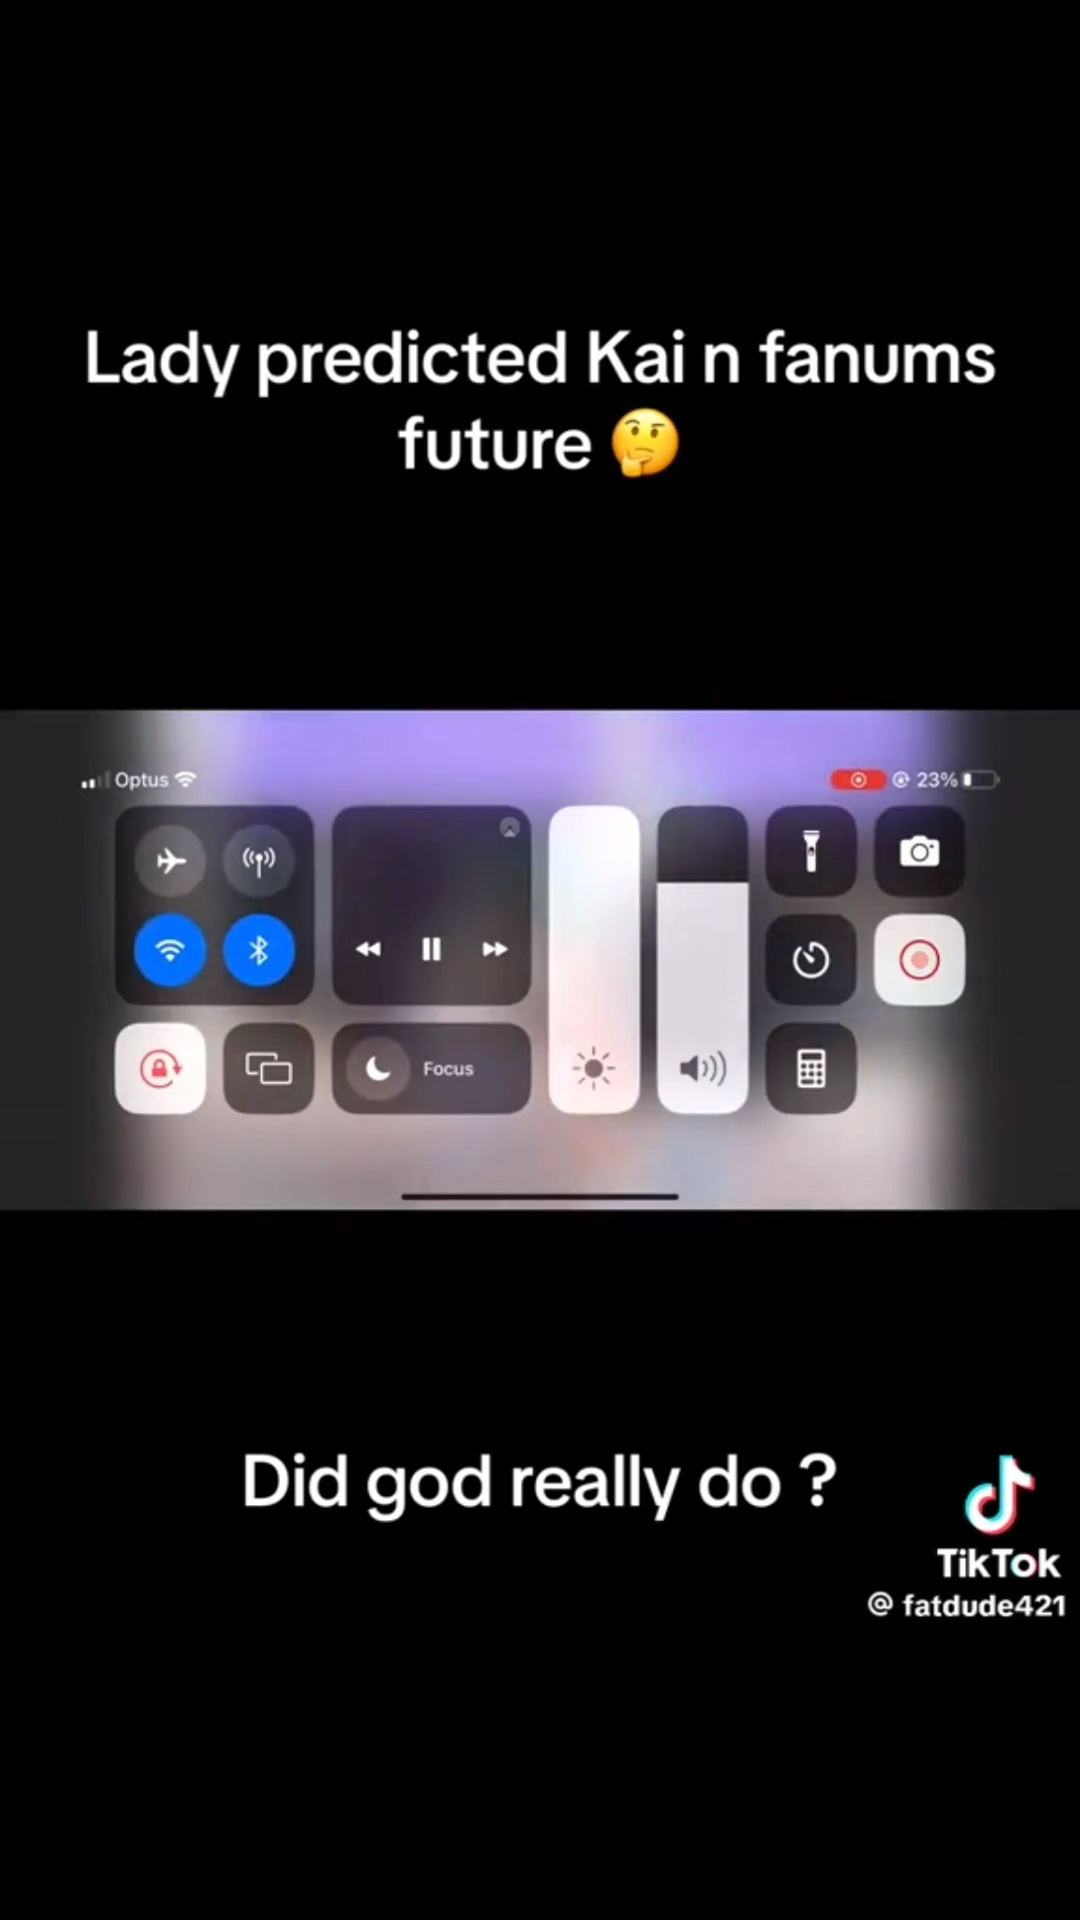 Lady predicted Kai n fanums
future 🤔
Optus
23%
Focus
Did god really do ?
TikTok
@ fatdude421